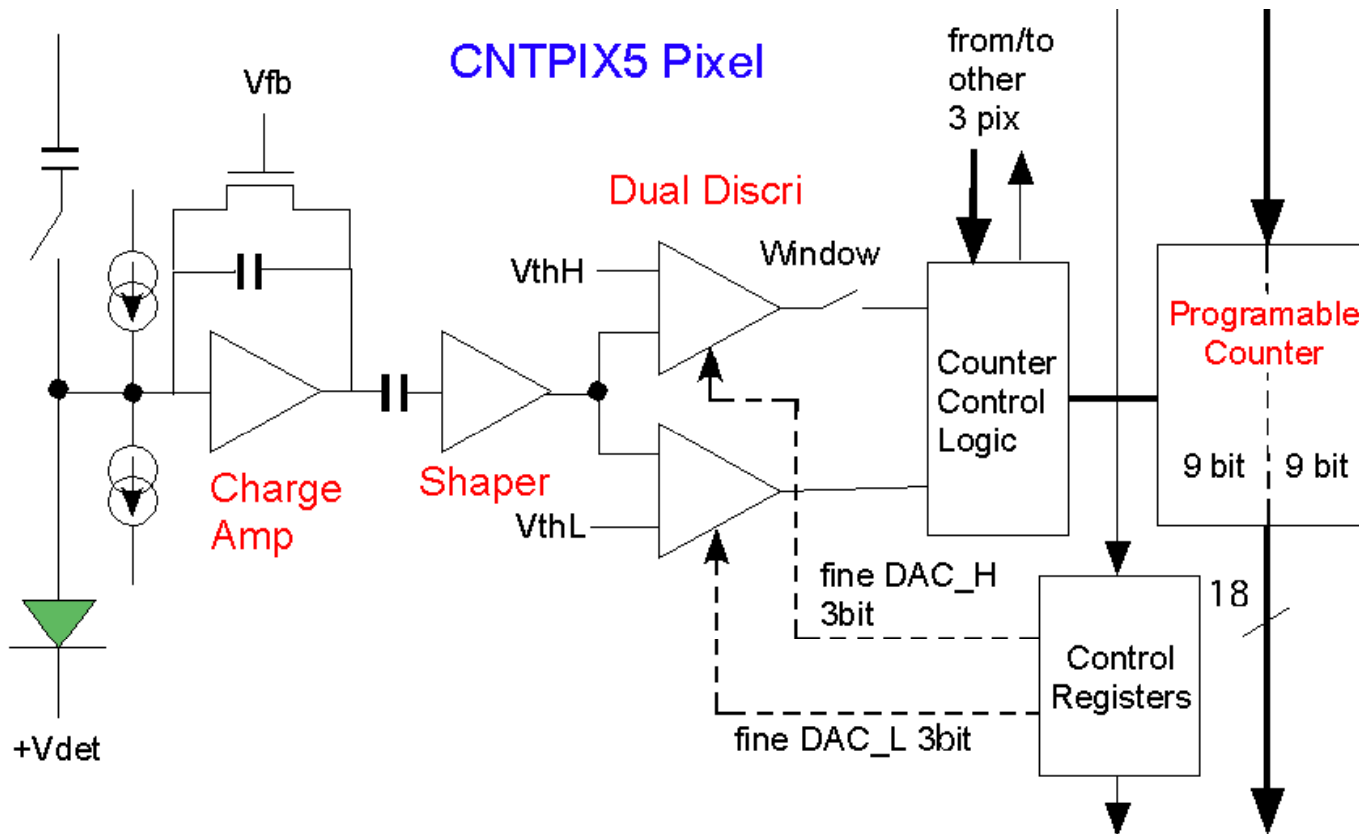 CNTPIX5 Pixel
from/to
other
3 pix
Vfb
Dual Discri
Window
VthH
Programable
Counter
Counter
Control
Logic
9 bit
9 bit
Charge
Amp
Shaper
VthL
fine DAC_H
3bit
18
Control
Registers
fine DAC_L 3bit
+Vdet